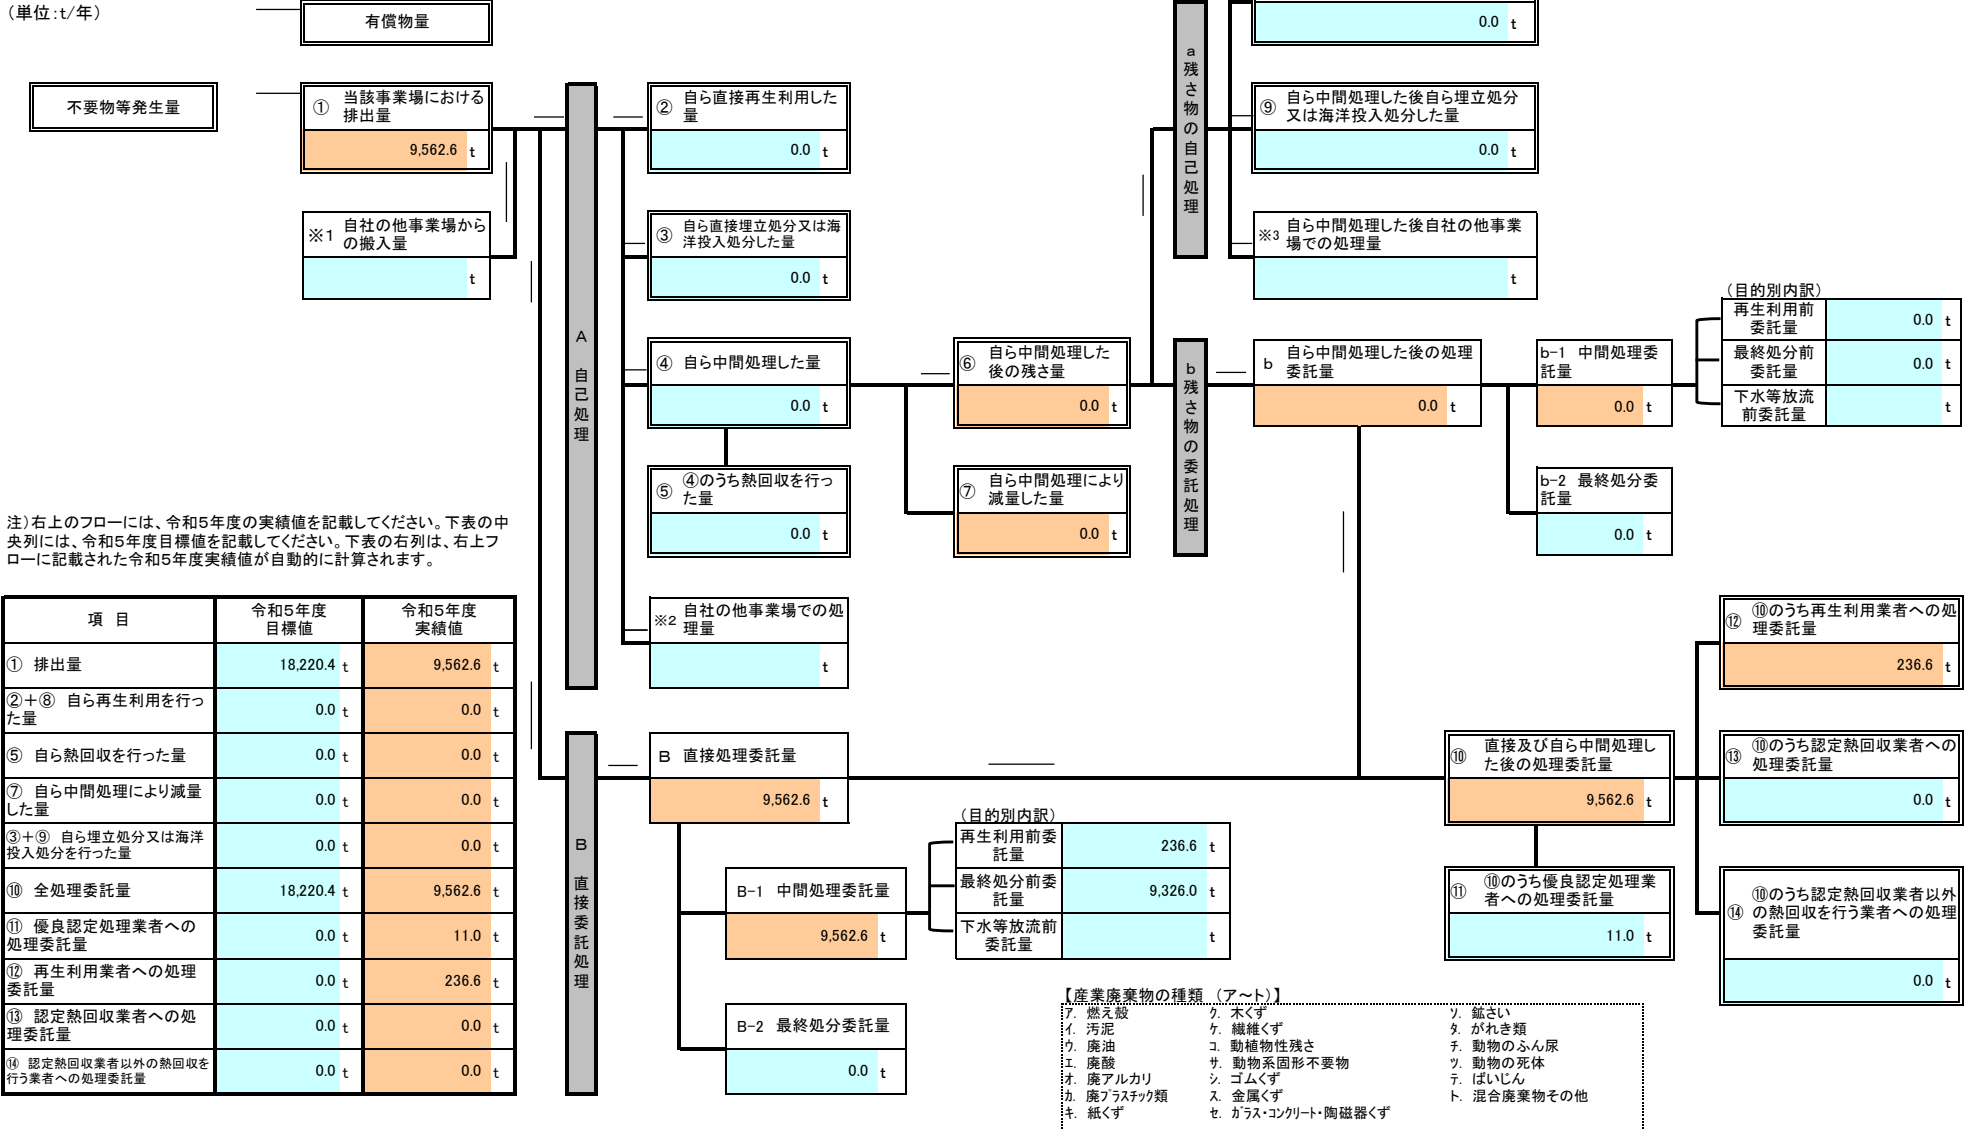 （単位：t/年）
有償物量
0.0 t
不要物等発生量
① 当該事業場における
排出量
9,562.6 t
※1 自社の他事業場から
の搬入量
t
A 自己処理
② 自ら直接再生利用した
量
0.0 t
③ 自ら直接埋立処分又は海
洋投入処分した量
0.0 t
④ 自ら中間処理した量
0.0 t
⑤ ④のうち熱回収を行っ
た量
0.0 t
※2 自社の他事業場での処
理量
t
⑥ 自ら中間処理した
後の残さ量
0.0 t
⑦ 自ら中間処理により
減量した量
0.0 t
a 残さ物の自己処理
⑨ 自ら中間処理した後自ら埋立処分
又は海洋投入処分した量
0.0 t
※3 自ら中間処理した後自社の他事業
場での処理量
t
b 残さ物の委託処理
b 自ら中間処理した後の処理
委託量
0.0 t
b-1 中間処理委
託量
0.0 t
b-2 最終処分委
託量
0.0 t
（目的別内訳）
再生利用前
委託量
0.0 t
最終処分前
委託量
0.0 t
下水等放流
前委託量
t
注）右上のフローには、令和5年度の実績値を記載してください。下表の中
央列には、令和5年度目標値を記載してください。下表の右列は、右上フ
ローに記載された令和5年度実績値が自動的に計算されます。
項 目 令和5年度 目標値 令和5年度 実績値
① 排出量 18,220.4 t 9,562.6 t
②＋⑧ 自ら再生利用を行っ
た量 0.0 t 0.0 t
⑤ 自ら熱回収を行った量 0.0 t 0.0 t
⑦ 自ら中間処理により減量
した量 0.0 t 0.0 t
③＋⑨ 自ら埋立処分又は海洋
投入処分を行った量 0.0 t 0.0 t
⑩ 全処理委託量 18,220.4 t 9,562.6 t
⑪ 優良認定処理業者への
処理委託量 0.0 t 11.0 t
⑫ 再生利用業者への処理
委託量 0.0 t 236.6 t
⑬ 認定熱回収業者への処
理委託量 0.0 t 0.0 t
⑭ 認定熱回収業者以外の熱回収を
行う業者への処理委託量 0.0 t 0.0 t
B 直接委託処理
B 直接処理委託量
9,562.6 t
B-1 中間処理委託量
9,562.6 t
B-2 最終処分委託量
0.0 t
（目的別内訳）
再生利用前委
託量
236.6 t
最終処分前委
託量
9,326.0 t
下水等放流前
委託量
t
⑩ 直接及び自ら中間処理し
た後の処理委託量
9,562.6 t
⑪ ⑩のうち優良認定処理業
者への処理委託量
11.0 t
⑫ ⑩のうち再生利用業者への処
理委託量
236.6 t
⑬ ⑩のうち認定熱回収業者への
処理委託量
0.0 t
⑭ ⑩のうち認定熱回収業者以外
の熱回収を行う業者への処理
委託量
0.0 t
【産業廃棄物の種類 （ア～ト）】
ア. 燃え殻 ク. 木くず ソ. 鉱さい
イ. 汚泥 ケ. 繊維くず タ. がれき類
ウ. 廃油 コ. 動植物性残さ チ. 動物のふん尿
エ. 廃酸 サ. 動物系固形不要物 ツ. 動物の死体
オ. 廃アルカリ シ. ゴムくず テ. ばいじん
カ. 廃プラスチック類 ス. 金属くず ト. 混合廃棄物その他
キ. 紙くず セ. ガラス・コンクリート・陶磁器くず